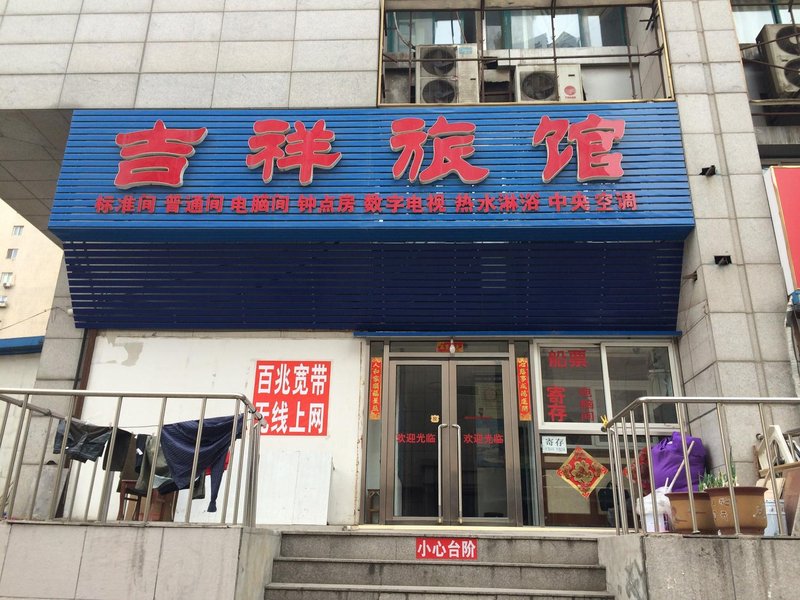 吉祥旅馆
标准间 普通间 电脑间 钟点房 数字电视 热水淋浴 中央空调
百兆宽带
无线上网
欢迎光临
欢迎光临
船票
寄存
寄存
小心台阶